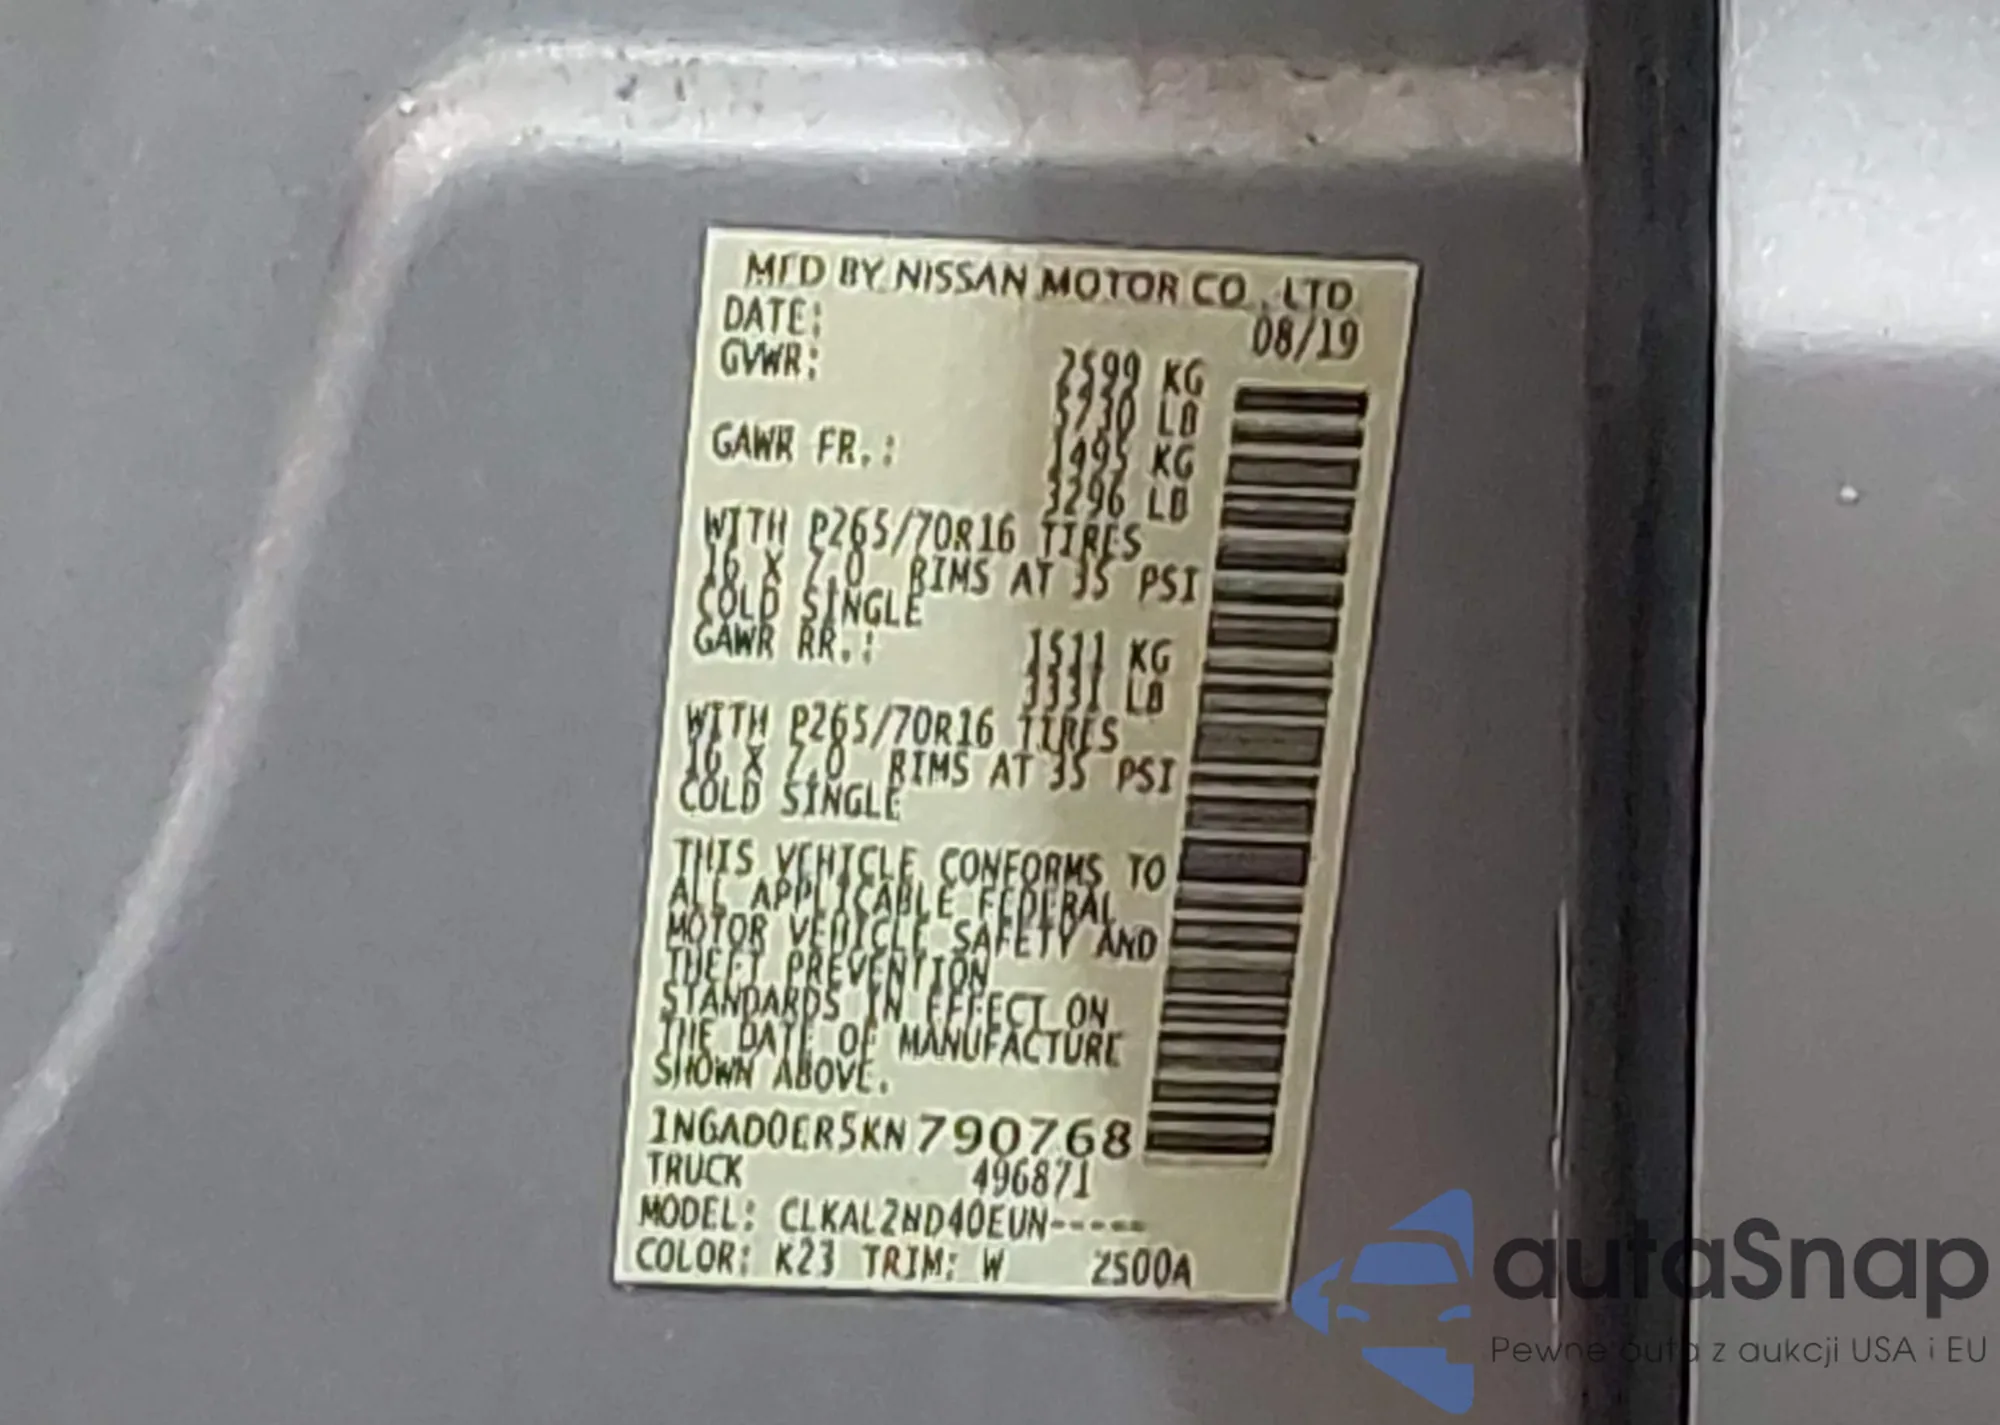 MFD BY NISSAN MOTOR CO., LTD
DATE: 08/19
GVWR: 2599 KG
5730 LB
GAWR FR.: 1495 KG
3296 LB
WITH P265/70R16 TIRES
16 X 7.0 RIMS AT 35 PSI
COLD SINGLE
GAWR RR.: 1511 KG
3331 LB
WITH P265/70R16 TIRES
16 X 7.0 RIMS AT 35 PSI
COLD SINGLE
THIS VEHICLE CONFORMS TO
ALL APPLICABLE FEDERAL
MOTOR VEHICLE SAFETY AND
THEFT PREVENTION
STANDARDS IN EFFECT ON
THE DATE OF MANUFACTURE
SHOWN ABOVE.
1N6AD0ER5KN790768
TRUCK 496871
MODEL: CLKAL2ND40EUN-----
COLOR: K23 TRIM: W 2S00A
autaSnap
Pewne auta z aukcji USA i EU